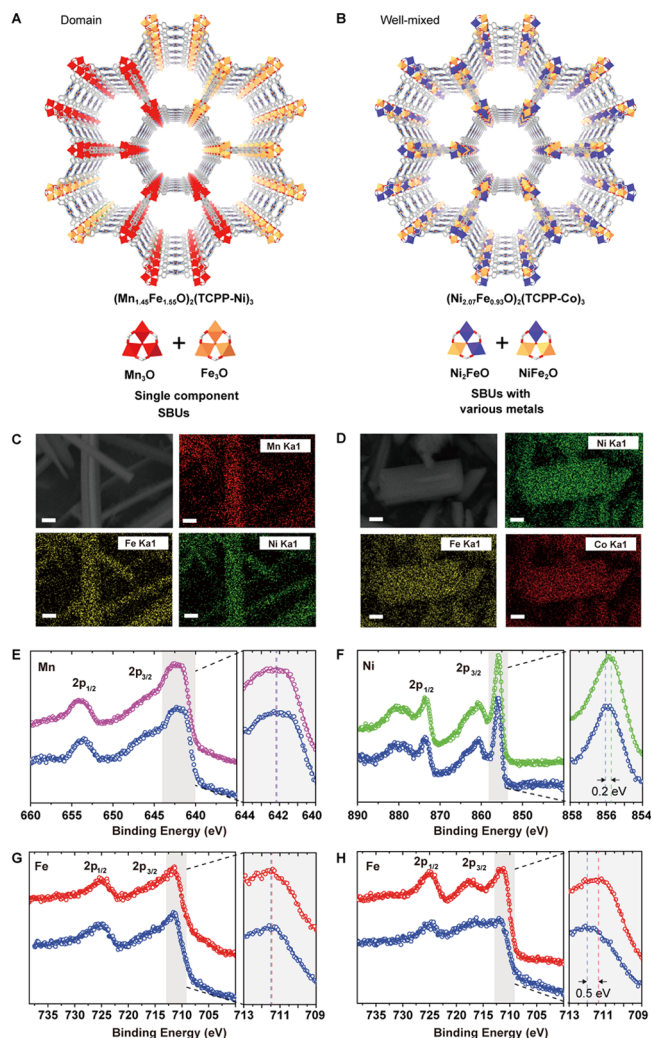 A Domain
(Mn1.45Fe1.55O)2(TCPP-Ni)3
Mn3O + Fe3O
Single component
SBUs
B Well-mixed
(Ni2.07Fe0.93O)2(TCPP-Co)3
Ni2FeO + NiFe2O
SBUs with
various metals
C
Mn Ka1
Fe Ka1
Ni Ka1
D
Ni Ka1
Fe Ka1
Co Ka1
E
Mn
2p1/2
2p3/2
660 655 650 645 640
644 642 640
Binding Energy (eV)
F
Ni
2p1/2
2p3/2
0.2 eV
890 880 870 860 850
858 856 854
Binding Energy (eV)
G
Fe
2p1/2
2p3/2
735 730 725 720 715 710 705
713 711 709
Binding Energy (eV)
H
Fe
2p1/2
2p3/2
0.5 eV
735 730 725 720 715 710 705
713 711 709
Binding Energy (eV)